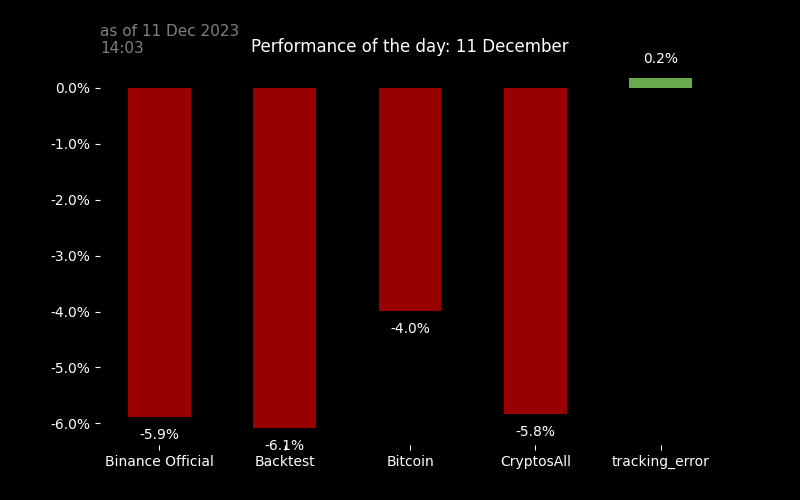 as of 11 Dec 2023
14:03
Performance of the day: 11 December
0.2%
0.0%
-1.0%
-2.0%
-3.0%
-4.0%
-4.0%
-5.0%
-6.0%
-5.9%
-6.1%
-5.8%
Binance Official
Backtest
Bitcoin
CryptosAll
tracking_error